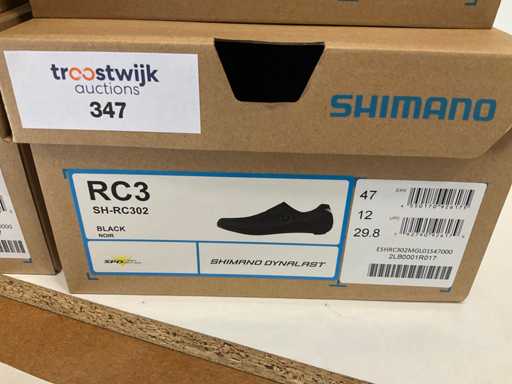 troostwijk
auctions
347
SHIMANO
RC3
SH-RC302
BLACK
NOIR
SHIMANO DYNALAST
47
12
29.8
ESHRC302MGL01S47000
2LB0001R017